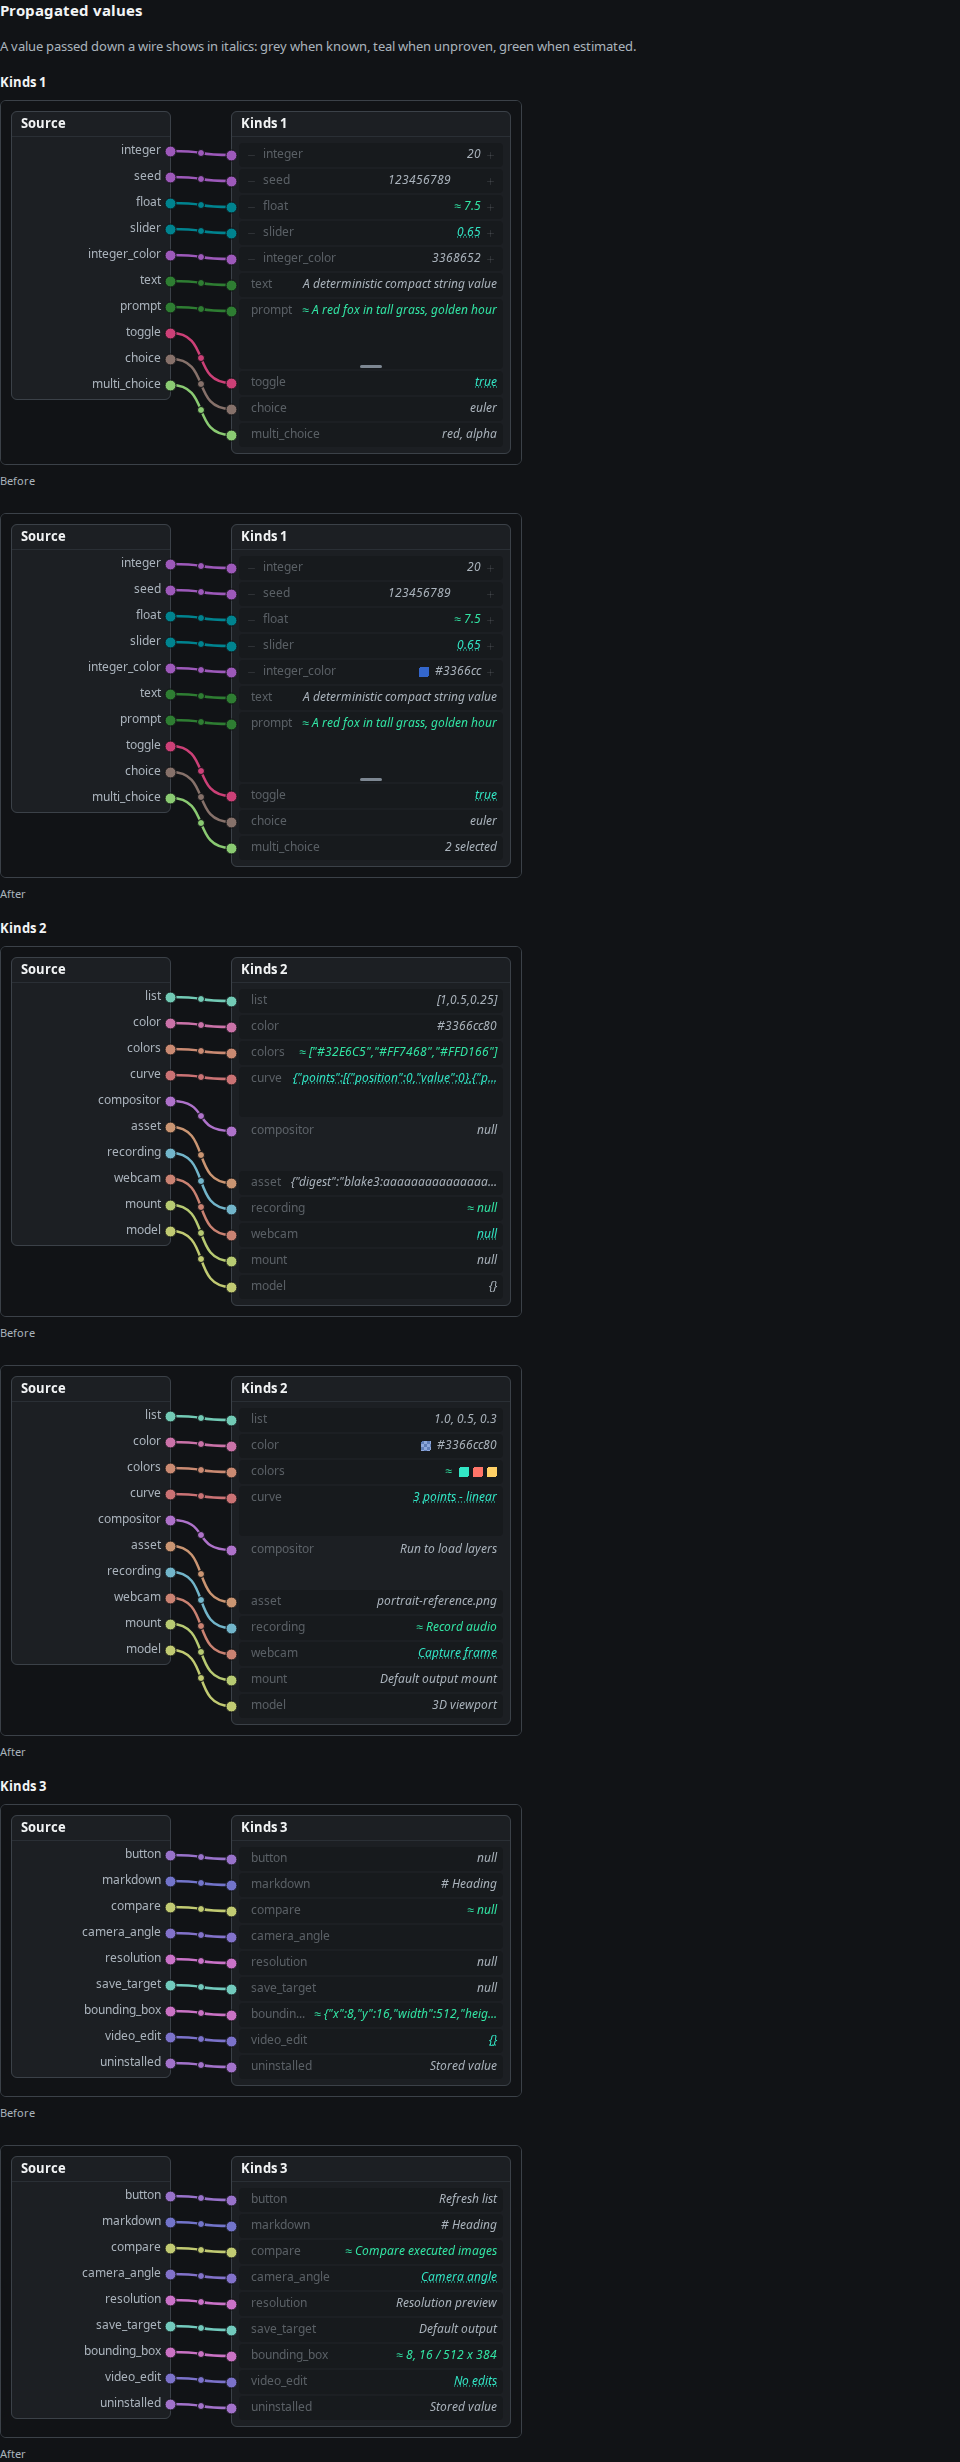 Propagated values
A value passed down a wire shows in italics: grey when known, teal when unproven, green when estimated.
Kinds 1
Source
integer
seed
float
slider
integer_color
text
prompt
toggle
choice
multi_choice
Kinds 1
− integer 20 +
− seed 123456789 +
− float ≈ 7.5 +
− slider 0.65 +
− integer_color 3368652 +
text A deterministic compact string value
prompt ≈ A red fox in tall grass, golden hour
toggle true
choice euler
multi_choice red, alpha
Before
Source
integer
seed
float
slider
integer_color
text
prompt
toggle
choice
multi_choice
Kinds 1
− integer 20 +
− seed 123456789 +
− float ≈ 7.5 +
− slider 0.65 +
− integer_color #3366cc +
text A deterministic compact string value
prompt ≈ A red fox in tall grass, golden hour
toggle true
choice euler
multi_choice 2 selected
After
Kinds 2
Source
list
color
colors
curve
compositor
asset
recording
webcam
mount
model
Kinds 2
list [1,0.5,0.25]
color #3366cc80
colors ≈ ["#32E6C5","#FF7468","#FFD166"]
curve {"points":[{"position":0,"value":0},{"p...
compositor null
asset {"digest":"blake3:aaaaaaaaaaaaaaa...
recording ≈ null
webcam null
mount null
model {}
Before
Source
list
color
colors
curve
compositor
asset
recording
webcam
mount
model
Kinds 2
list 1.0, 0.5, 0.3
color #3366cc80
colors ≈
curve 3 points - linear
compositor Run to load layers
asset portrait-reference.png
recording ≈ Record audio
webcam Capture frame
mount Default output mount
model 3D viewport
After
Kinds 3
Source
button
markdown
compare
camera_angle
resolution
save_target
bounding_box
video_edit
uninstalled
Kinds 3
button null
markdown # Heading
compare ≈ null
camera_angle
resolution null
save_target null
boundin... ≈ {"x":8,"y":16,"width":512,"heig...
video_edit {}
uninstalled Stored value
Before
Source
button
markdown
compare
camera_angle
resolution
save_target
bounding_box
video_edit
uninstalled
Kinds 3
button Refresh list
markdown # Heading
compare ≈ Compare executed images
camera_angle Camera angle
resolution Resolution preview
save_target Default output
bounding_box ≈ 8, 16 / 512 x 384
video_edit No edits
uninstalled Stored value
After